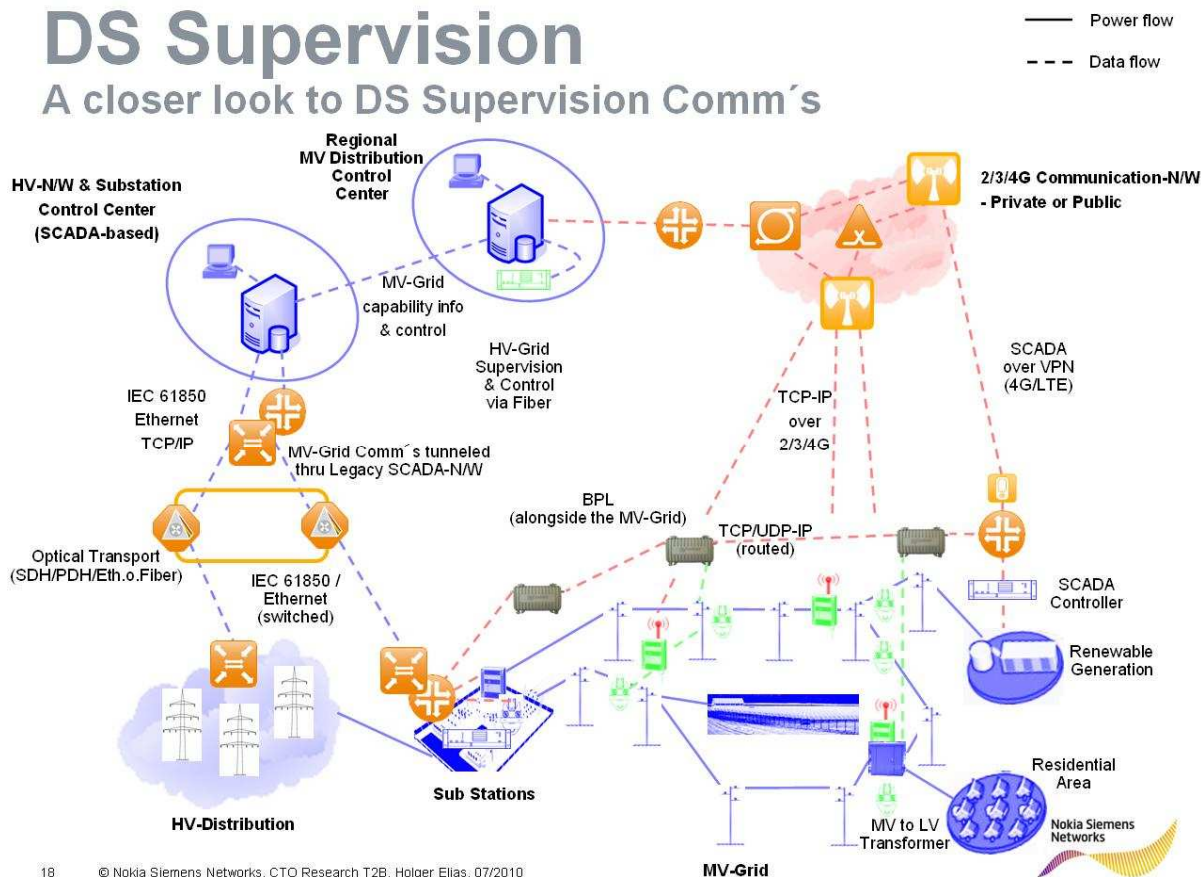 DS Supervision
A closer look to DS Supervision Comm´s
Power flow
Data flow
Regional
MV Distribution
Control
Center
HV-N/W & Substation
Control Center
(SCADA-based)
2/3/4G Communication-N/W
- Private or Public
MV-Grid
capability info
& control
HV-Grid
Supervision
& Control
via Fiber
SCADA
over VPN
(4G/LTE)
IEC 61850
Ethernet
TCP/IP
TCP-IP
over
2/3/4G
MV-Grid Comm´s tunneled
thru Legacy SCADA-N/W
BPL
(alongside the MV-Grid)
TCP/UDP-IP
(routed)
Optical Transport
(SDH/PDH/Eth.o.Fiber)
IEC 61850 /
Ethernet
(switched)
SCADA
Controller
Renewable
Generation
Residential
Area
Sub Stations
HV-Distribution
MV to LV
Transformer
Nokia Siemens
Networks
MV-Grid
18 © Nokia Siemens Networks, CTO Research T2B, Holger Elias, 07/2010